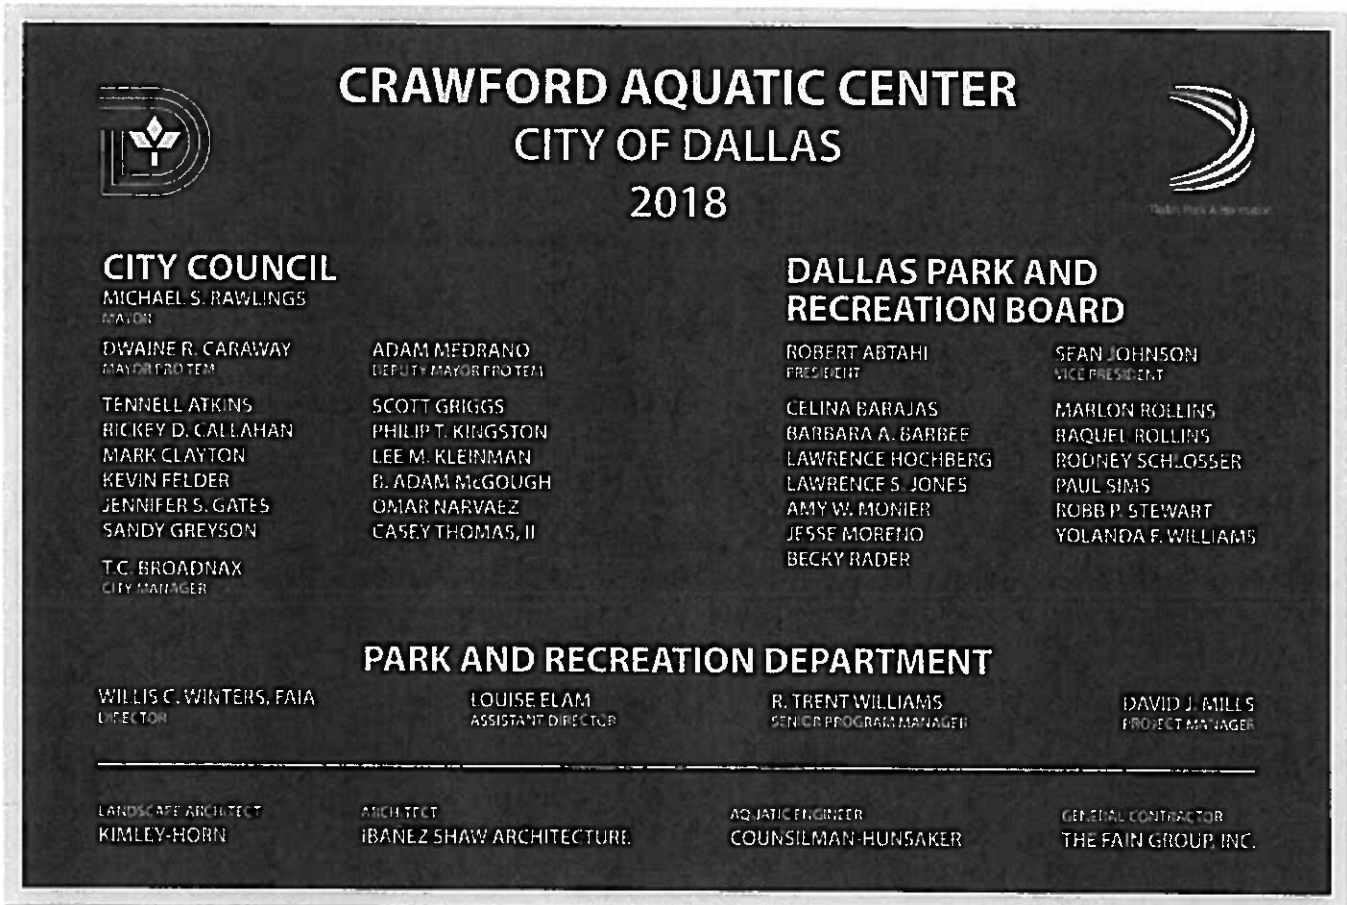 CRAWFORD AQUATIC CENTER
CITY OF DALLAS
2018
Dallas Park & Recreation
CITY COUNCIL
MICHAEL S. RAWLINGS
MAYOR
DWAINE R. CARAWAY
MAYOR PRO TEM
ADAM MEDRANO
DEPUTY MAYOR PRO TEM
TENNELL ATKINS
RICKEY D. CALLAHAN
MARK CLAYTON
KEVIN FELDER
JENNIFER S. GATES
SANDY GREYSON
SCOTT GRIGGS
PHILIP T. KINGSTON
LEE M. KLEINMAN
B. ADAM McGOUGH
OMAR NARVAEZ
CASEY THOMAS, II
T.C. BROADNAX
CITY MANAGER
DALLAS PARK AND
RECREATION BOARD
ROBERT ABTAHI
PRESIDENT
SEAN JOHNSON
VICE PRESIDENT
CELINA BARAJAS
BARBARA A. BARBEE
LAWRENCE HOCHBERG
LAWRENCE S. JONES
AMY W. MONIER
JESSE MORENO
BECKY RADER
MARLON ROLLINS
RAQUEL ROLLINS
RODNEY SCHLOSSER
PAUL SIMS
ROBB P. STEWART
YOLANDA F. WILLIAMS
PARK AND RECREATION DEPARTMENT
WILLIS C. WINTERS, FAIA
DIRECTOR
LOUISE ELAM
ASSISTANT DIRECTOR
R. TRENT WILLIAMS
SENIOR PROGRAM MANAGER
DAVID J. MILLS
PROJECT MANAGER
LANDSCAPE ARCHITECT
KIMLEY-HORN
ARCHITECT
IBANEZ SHAW ARCHITECTURE
AQUATIC ENGINEER
COUNSILMAN-HUNSAKER
GENERAL CONTRACTOR
THE FAIN GROUP, INC.